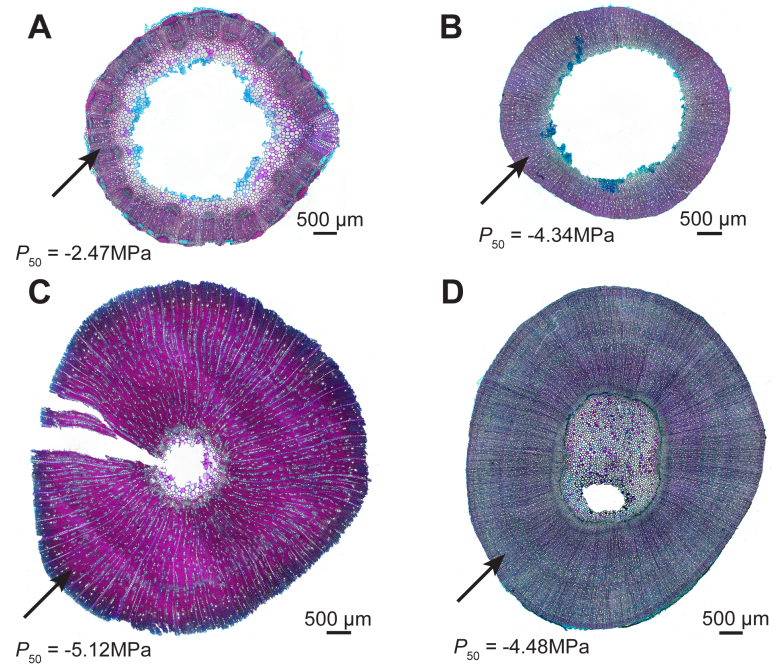 A
B
500 µm
500 µm
P50 = -2.47MPa
P50 = -4.34MPa
C
D
500 µm
500 µm
P50 = -5.12MPa
P50 = -4.48MPa